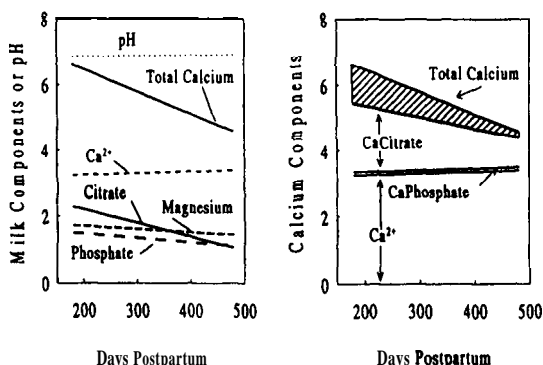 Milk Components or pH
8
6
4
2
0
pH
Total Calcium
Ca2+
Citrate
Magnesium
Phosphate
200 300 400 500
Days Postpartum
Calcium Components
8
6
4
2
0
Total Calcium
CaCitrate
CaPhosphate
Ca2+
200 300 400 500
Days Postpartum